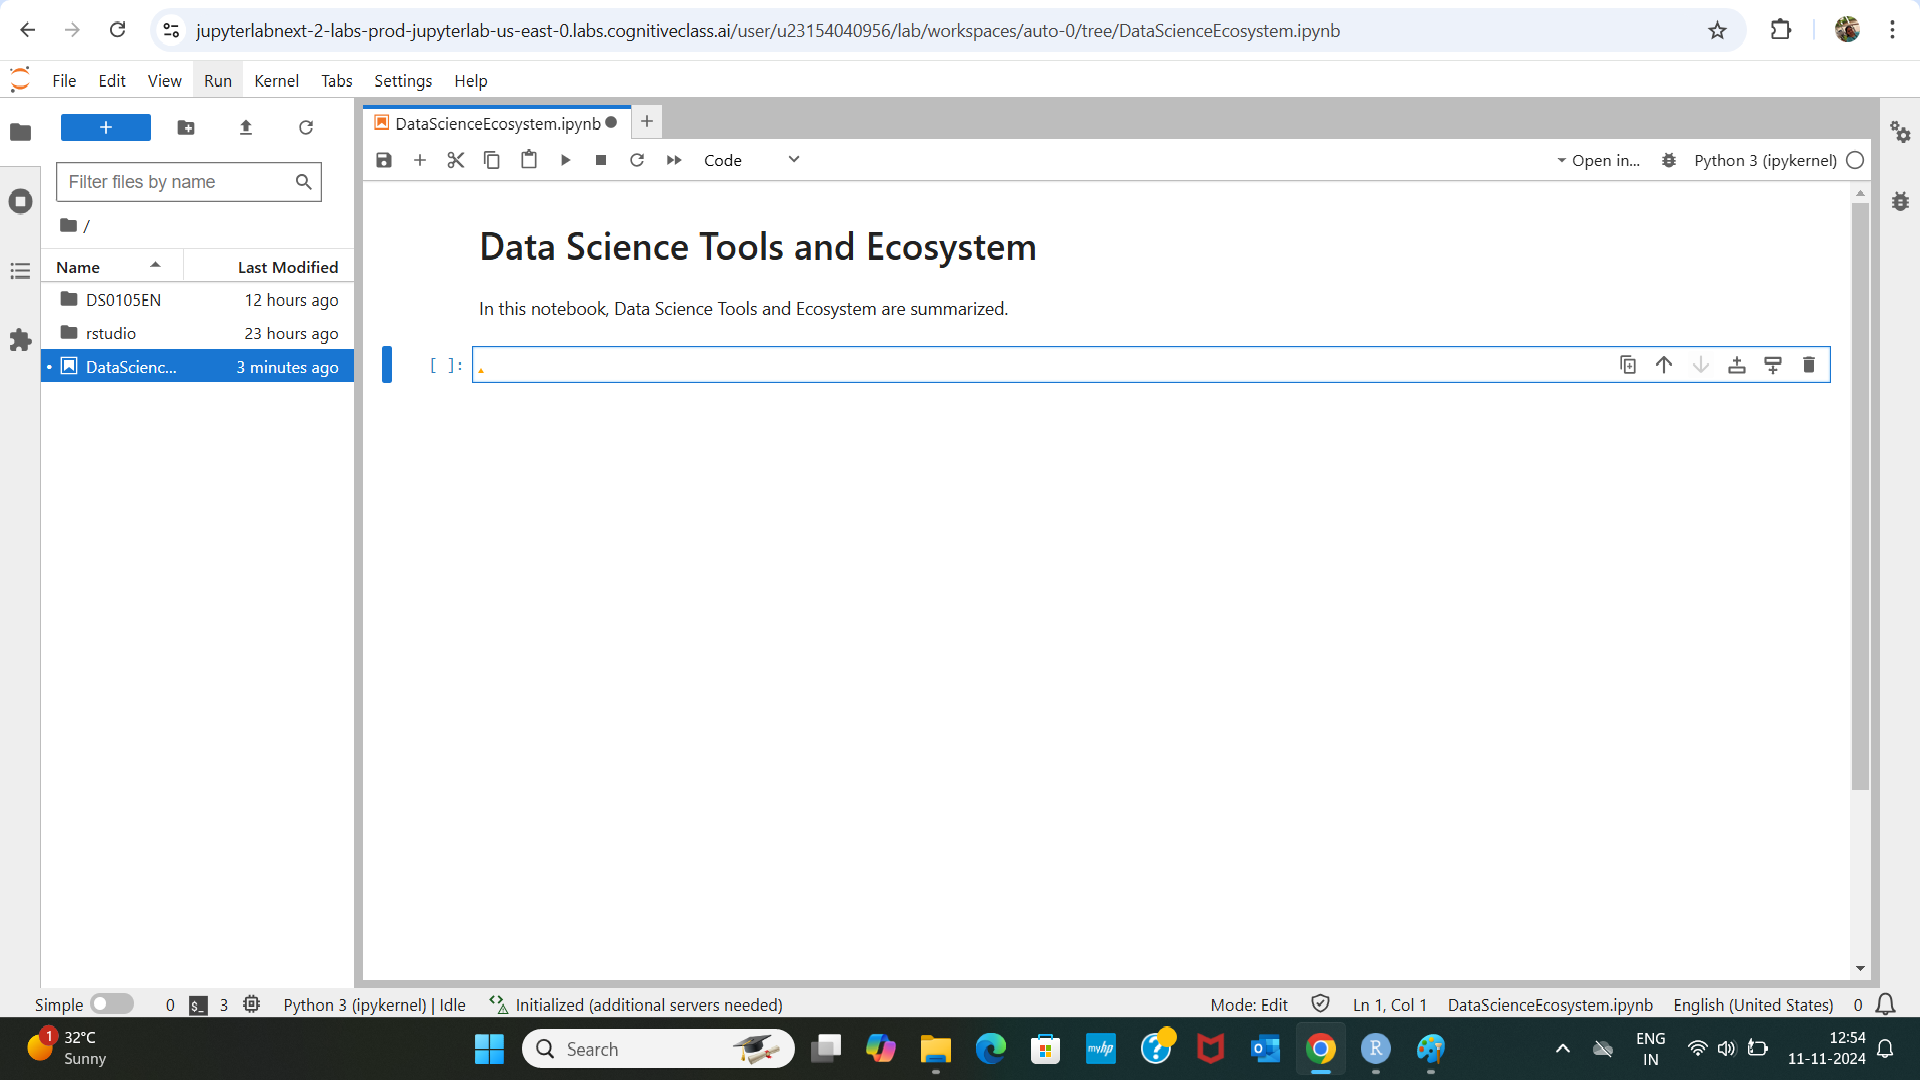 jupyterlabnext-2-labs-prod-jupyterlab-us-east-0.labs.cognitiveclass.ai/user/u23154040956/lab/workspaces/auto-0/tree/DataScienceEcosystem.ipynb
File Edit View Run Kernel Tabs Settings Help
DataScienceEcosystem.ipynb
Code
Open in...
Python 3 (ipykernel)
Filter files by name
/
Name Last Modified
DS0105EN 12 hours ago
rstudio 23 hours ago
DataScienc... 3 minutes ago
Data Science Tools and Ecosystem
In this notebook, Data Science Tools and Ecosystem are summarized.
[ ]:
Simple 0 $_ 3 Python 3 (ipykernel) | Idle Initialized (additional servers needed) Mode: Edit Ln 1, Col 1 DataScienceEcosystem.ipynb English (United States) 0
1
32°C
Sunny
Search
myhp
R
ENG
IN
12:54
11-11-2024